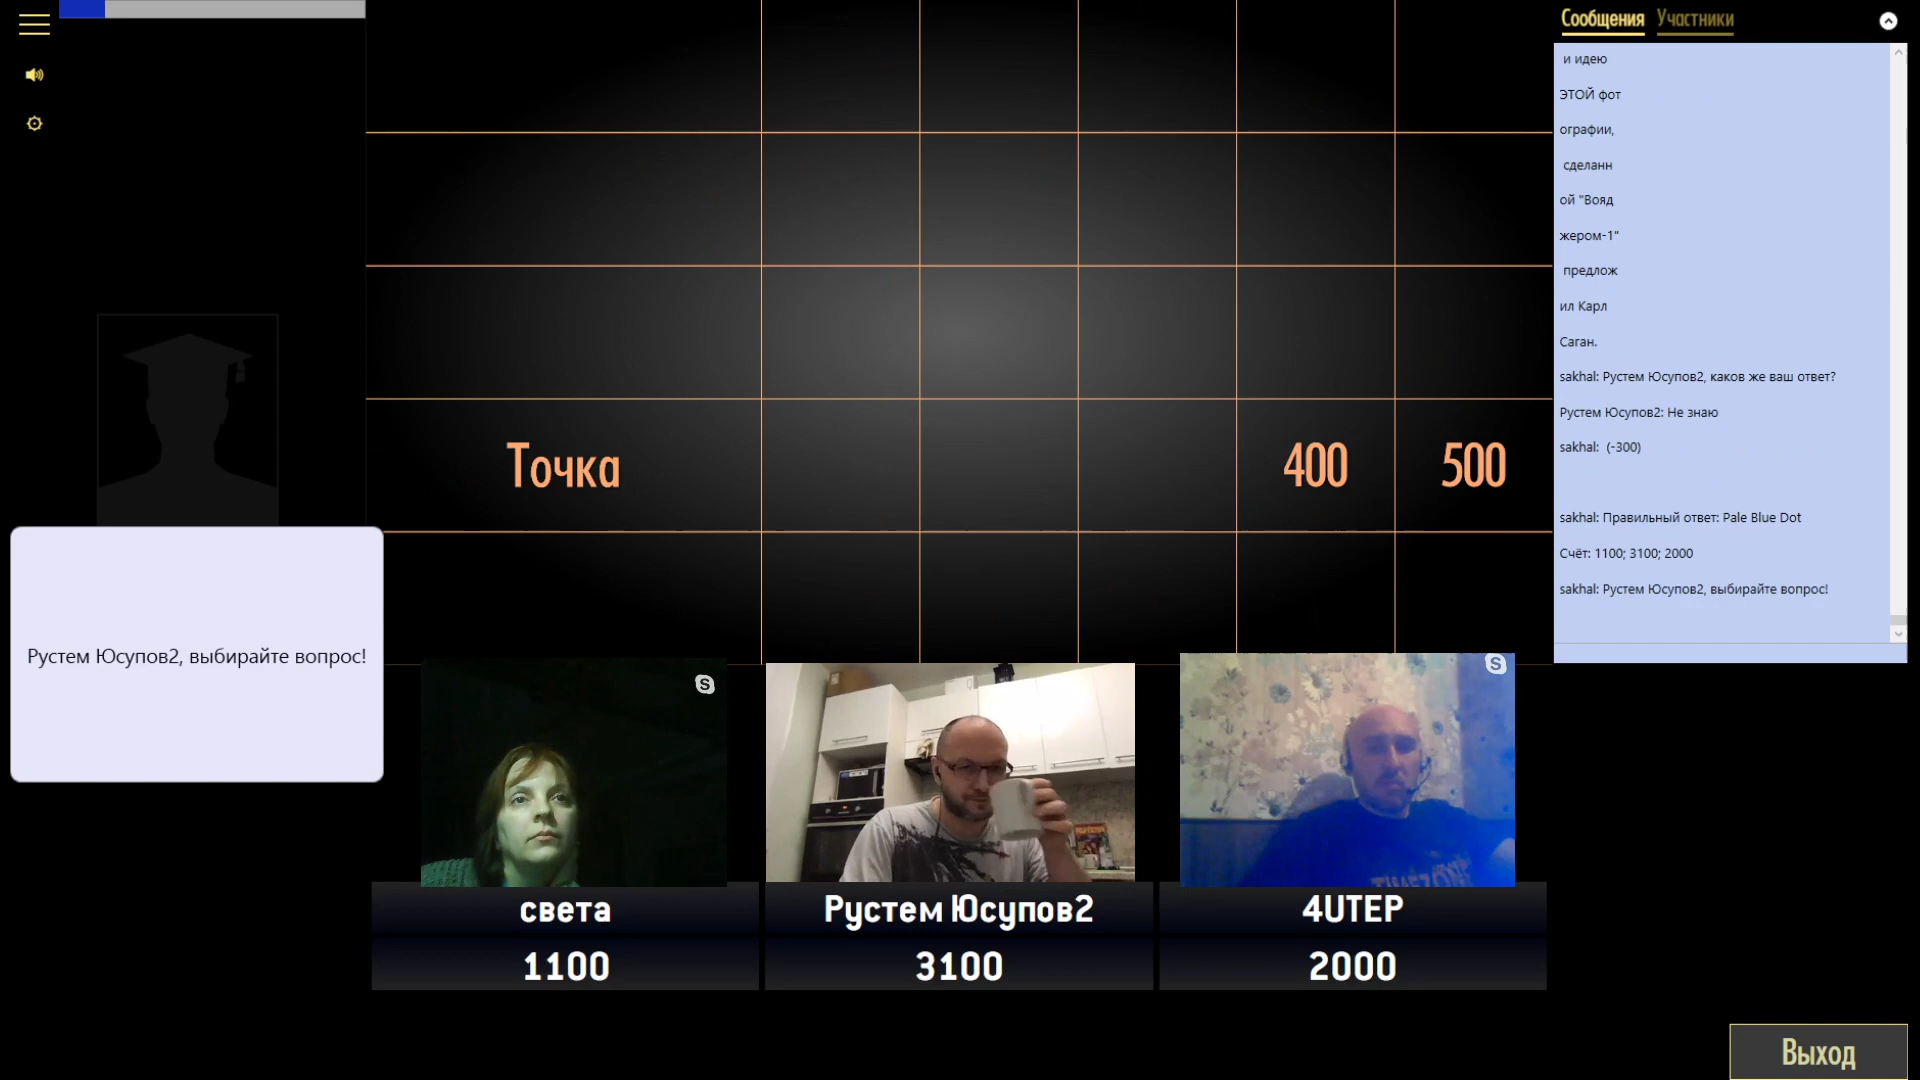 Сообщения Участники
и идею
ЭТОЙ фот
ографии,
сделанн
ой "Вояд
жером-1"
предлож
ил Карл
Саган.
sakhal: Рустем Юсупов2, каков же ваш ответ?
Рустем Юсупов2: Не знаю
sakhal: (-300)
sakhal: Правильный ответ: Pale Blue Dot
Счёт: 1100; 3100; 2000
sakhal: Рустем Юсупов2, выбирайте вопрос!
Точка 400 500
Рустем Юсупов2, выбирайте вопрос!
света Рустем Юсупов2 4UTEP
1100 3100 2000
Выход